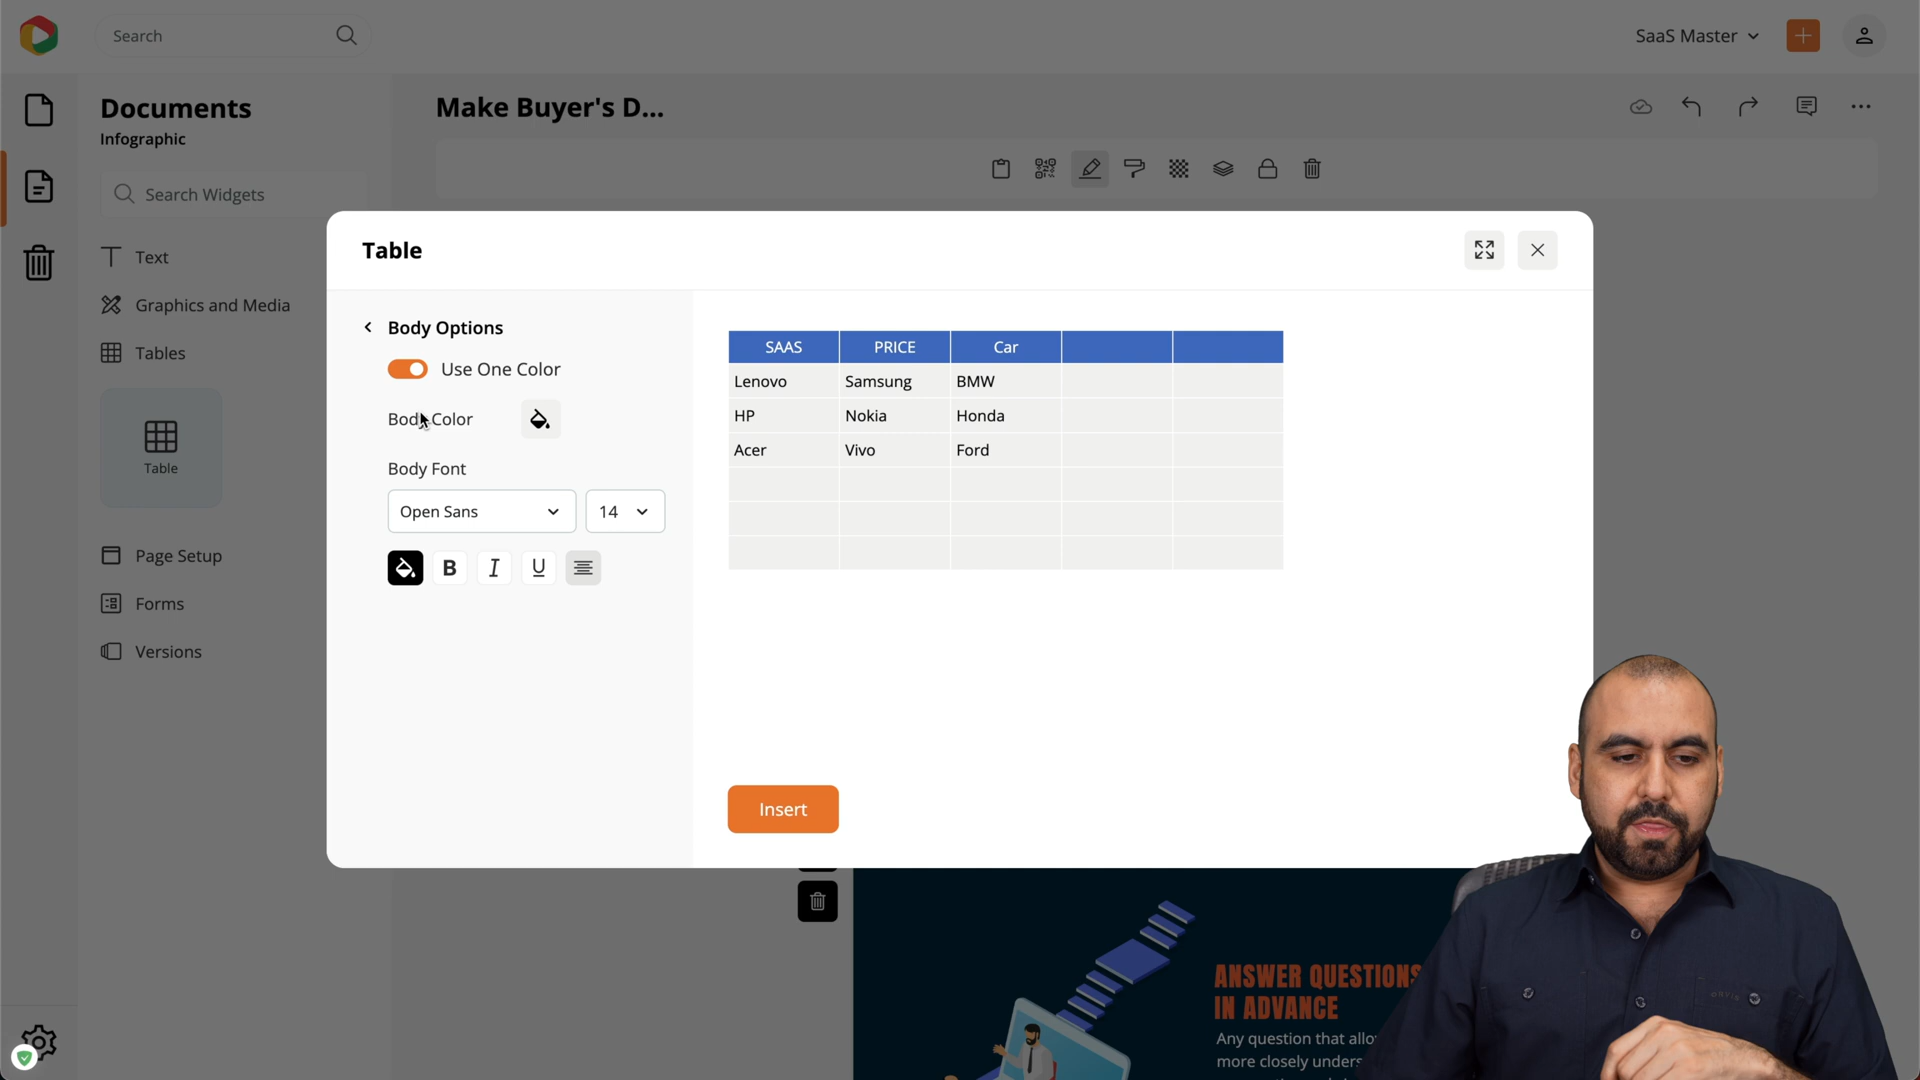 Search
SaaS Master
Documents
Infographic
Make Buyer's D...
Search Widgets
Text
Graphics and Media
Tables
Table
Page Setup
Forms
Versions
Table
Body Options
Use One Color
Body Color
Body Font
Open Sans
14
B I U
SAAS PRICE Car
Lenovo Samsung BMW
HP Nokia Honda
Acer Vivo Ford
Insert
ANSWER QUESTIONS
IN ADVANCE
Any question that allo
more closely unders
ORVIS